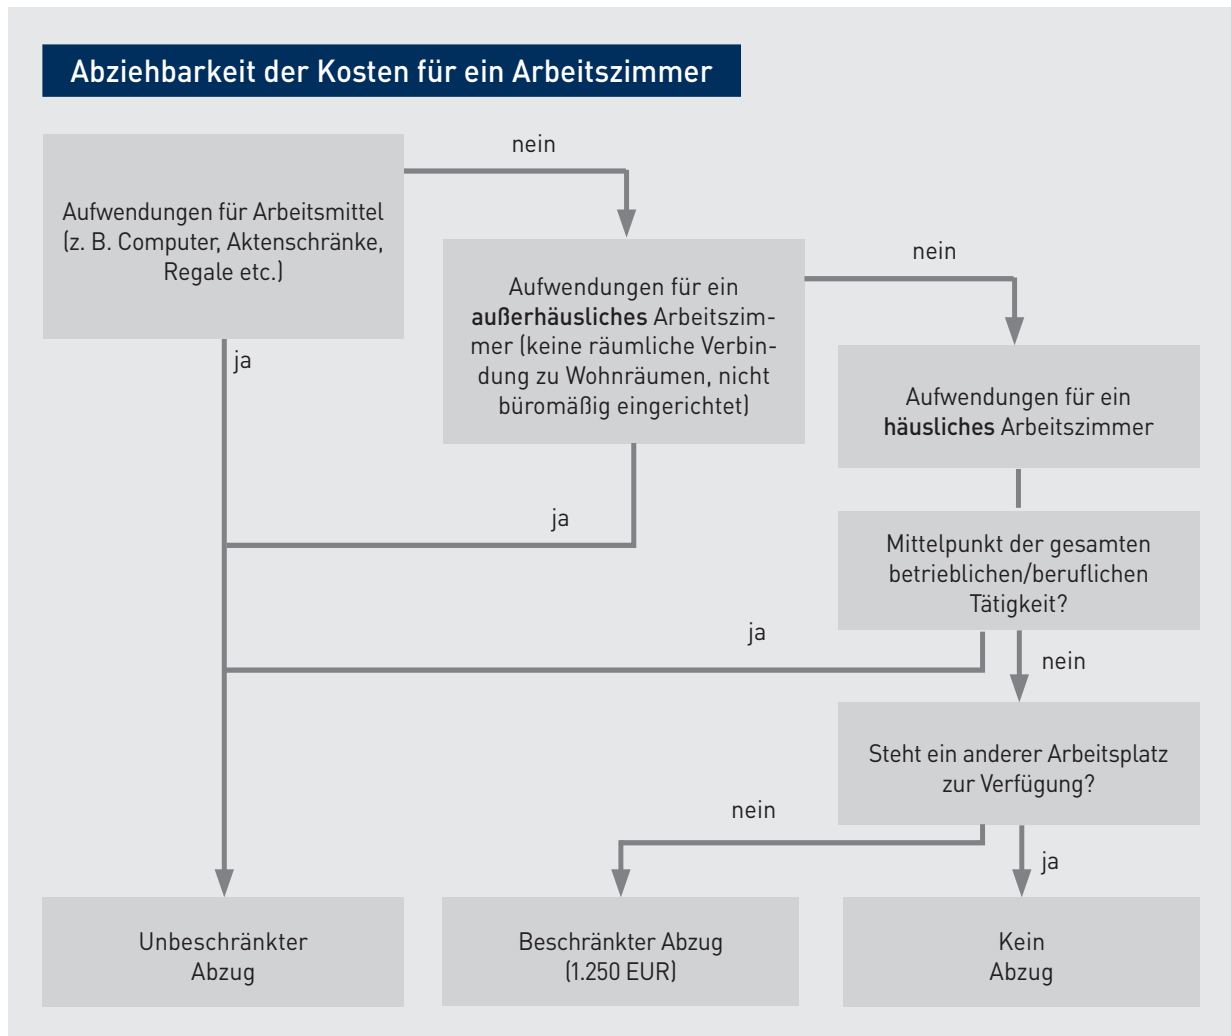 Abziehbarkeit der Kosten für ein Arbeitszimmer
nein
Aufwendungen für Arbeitsmittel
(z. B. Computer, Aktenschränke,
Regale etc.)
nein
Aufwendungen für ein
außerhäusliches Arbeitszim-
mer (keine räumliche Verbin-
dung zu Wohnräumen, nicht
büromäßig eingerichtet)
ja
Aufwendungen für ein
häusliches Arbeitszimmer
ja
Mittelpunkt der gesamten
betrieblichen/beruflichen
Tätigkeit?
ja
nein
Steht ein anderer Arbeitsplatz
zur Verfügung?
nein
ja
Unbeschränkter
Abzug
Beschränkter Abzug
(1.250 EUR)
Kein
Abzug